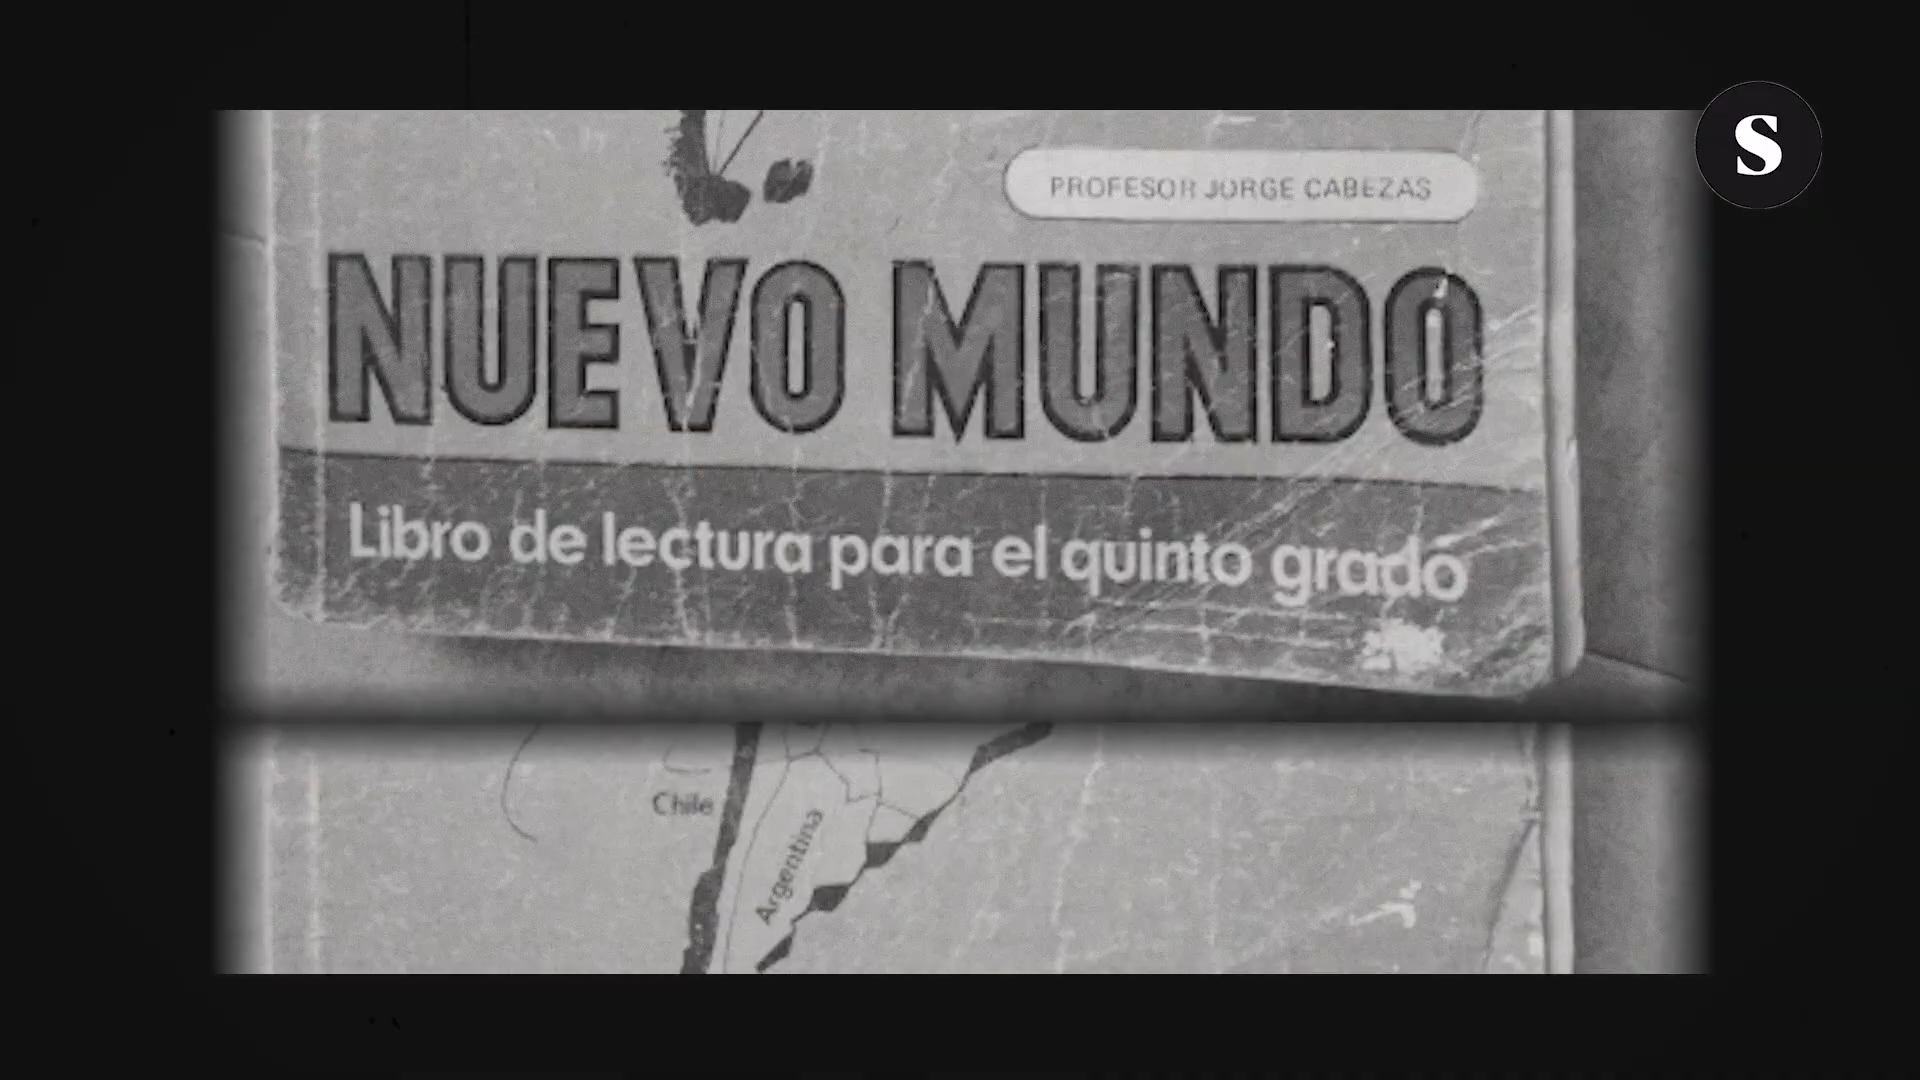 S
PROFESOR JORGE CABEZAS
NUEVO MUNDO
Libro de lectura para el quinto grado
Chile
Argentina